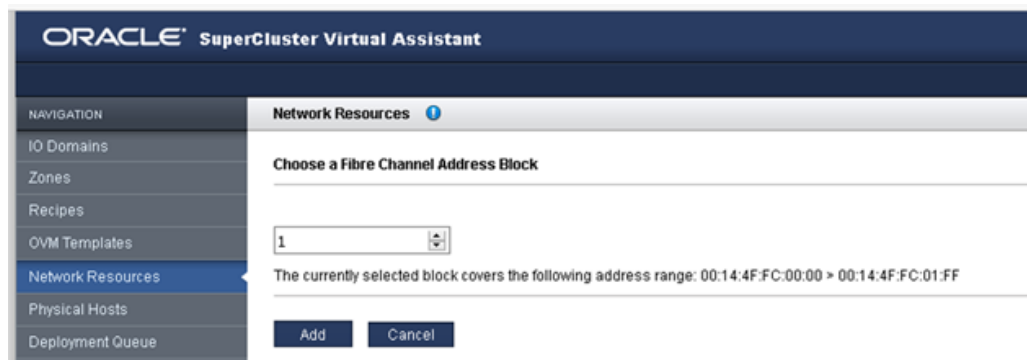 ORACLE® SuperCluster Virtual Assistant
NAVIGATION
IO Domains
Zones
Recipes
OVM Templates
Network Resources
Physical Hosts
Deployment Queue
Network Resources
Choose a Fibre Channel Address Block
1
The currently selected block covers the following address range: 00:14:4F:FC:00:00 > 00:14:4F:FC:01:FF
Add Cancel